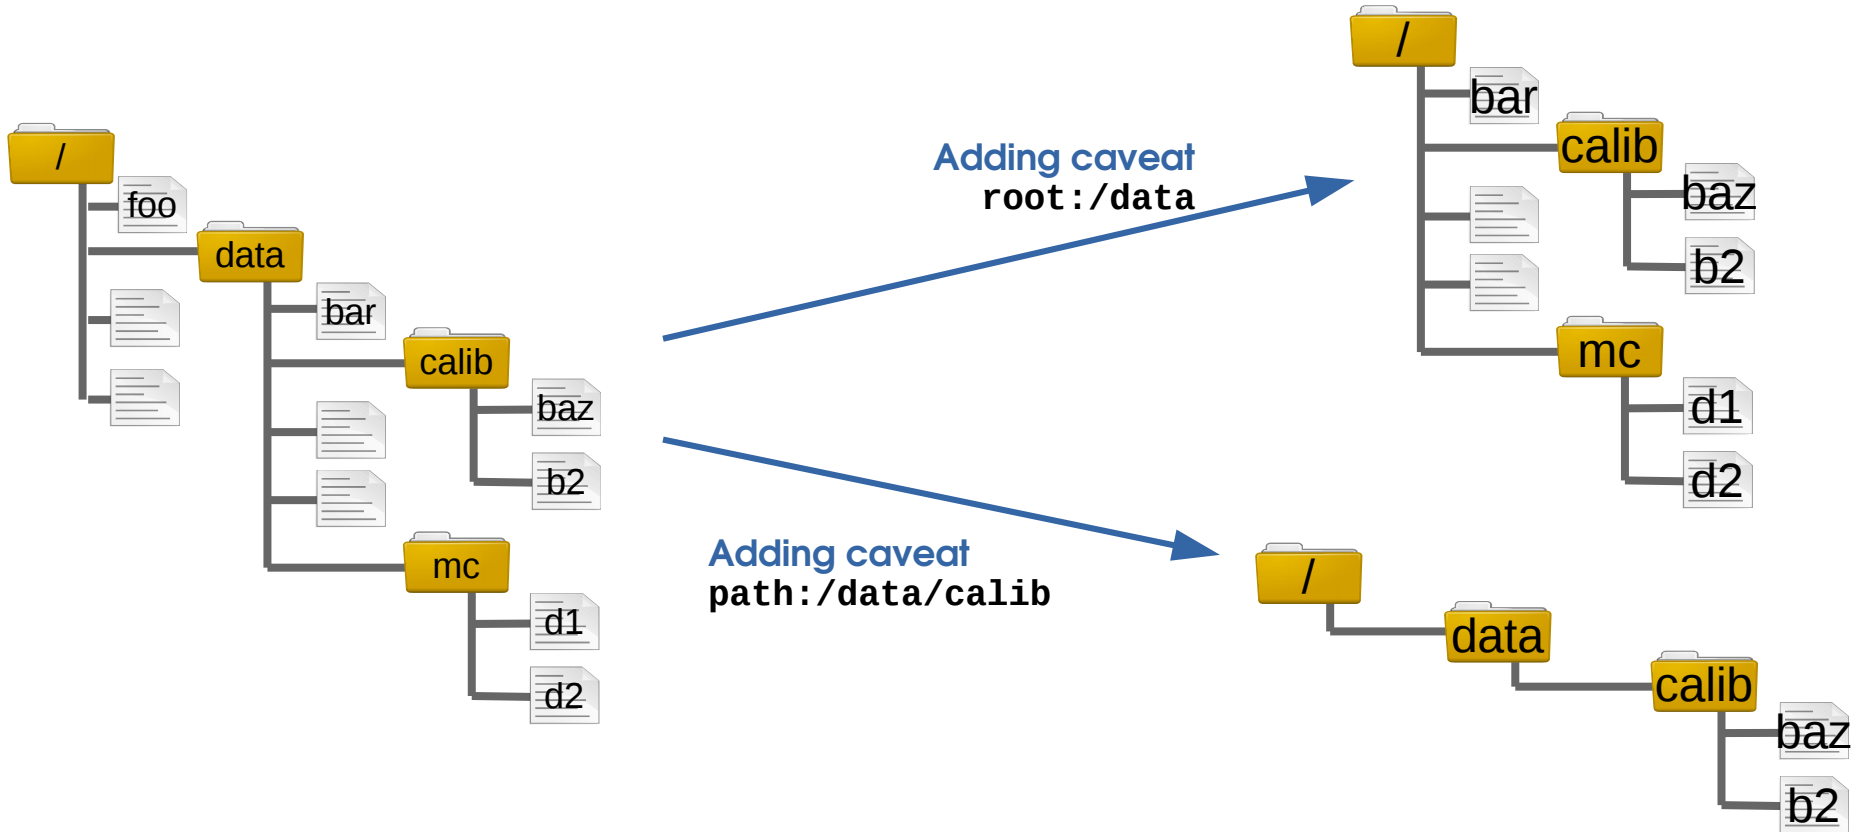 /
foo
data
bar
calib
baz
b2
mc
d1
d2
Adding caveat
root:/data
Adding caveat
path:/data/calib
/
bar
calib
baz
b2
mc
d1
d2
/
data
calib
baz
b2